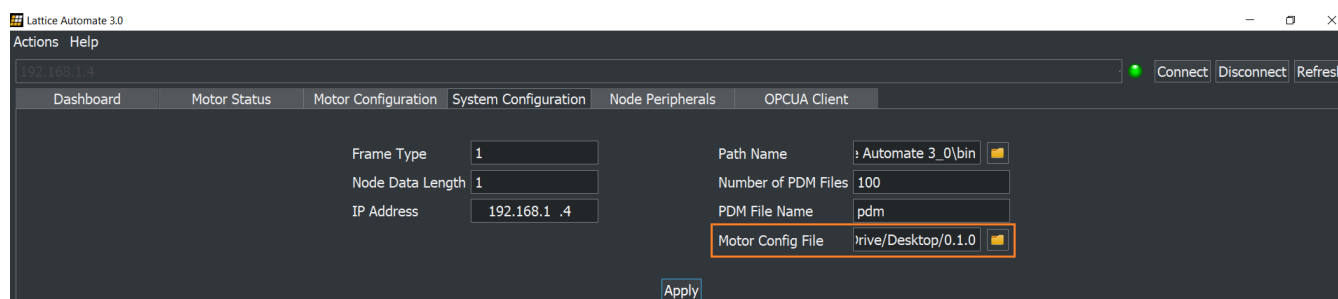 Lattice Automate 3.0
Actions Help
192.168.1.4
Connect Disconnect Refresh
Dashboard Motor Status Motor Configuration System Configuration Node Peripherals OPCUA Client
Frame Type 1 Path Name e Automate 3_0\bin
Node Data Length 1 Number of PDM Files 100
IP Address 192.168.1 .4 PDM File Name pdm
Motor Config File Drive/Desktop/0.1.0
Apply